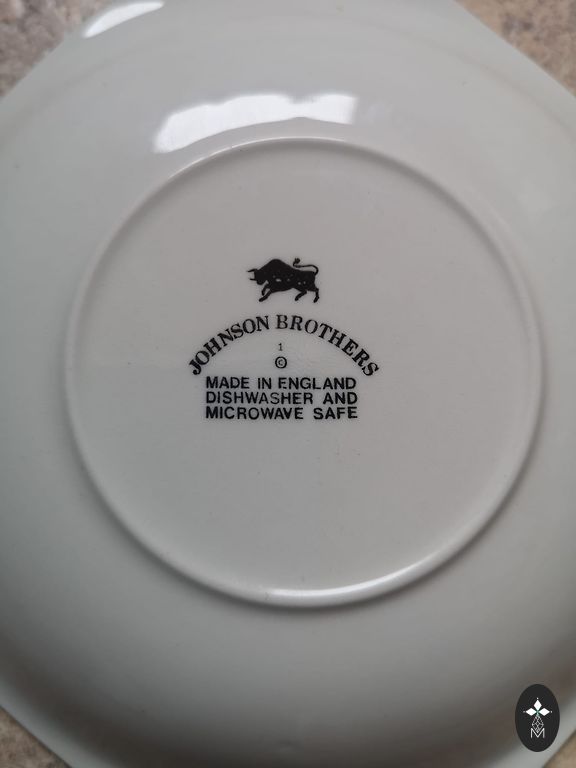 JOHNSON BROTHERS
1
©
MADE IN ENGLAND
DISHWASHER AND
MICROWAVE SAFE
M